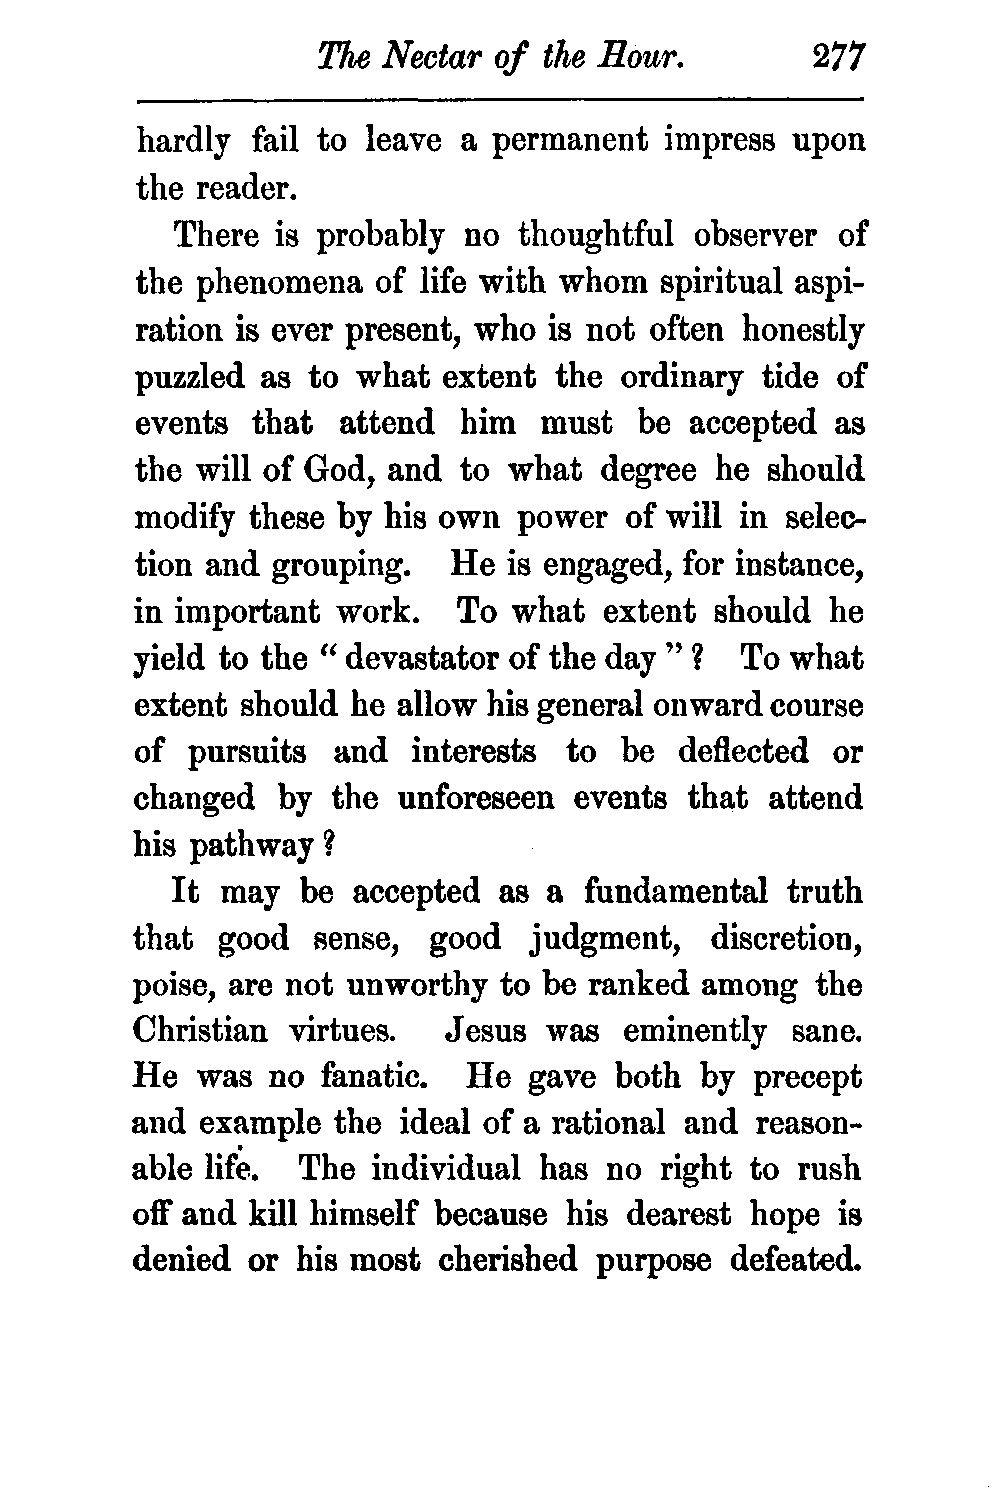 The Nectar of the Hour. 277
hardly fail to leave a permanent impress upon
the reader.
There is probably no thoughtful observer of
the phenomena of life with whom spiritual aspi-
ration is ever present, who is not often honestly
puzzled as to what extent the ordinary tide of
events that attend him must be accepted as
the will of God, and to what degree he should
modify these by his own power of will in selec-
tion and grouping. He is engaged, for instance,
in important work. To what extent should he
yield to the “ devastator of the day ” ? To what
extent should he allow his general onward course
of pursuits and interests to be deflected or
changed by the unforeseen events that attend
his pathway ?
It may be accepted as a fundamental truth
that good sense, good judgment, discretion,
poise, are not unworthy to be ranked among the
Christian virtues. Jesus was eminently sane.
He was no fanatic. He gave both by precept
and example the ideal of a rational and reason-
able life. The individual has no right to rush
off and kill himself because his dearest hope is
denied or his most cherished purpose defeated.